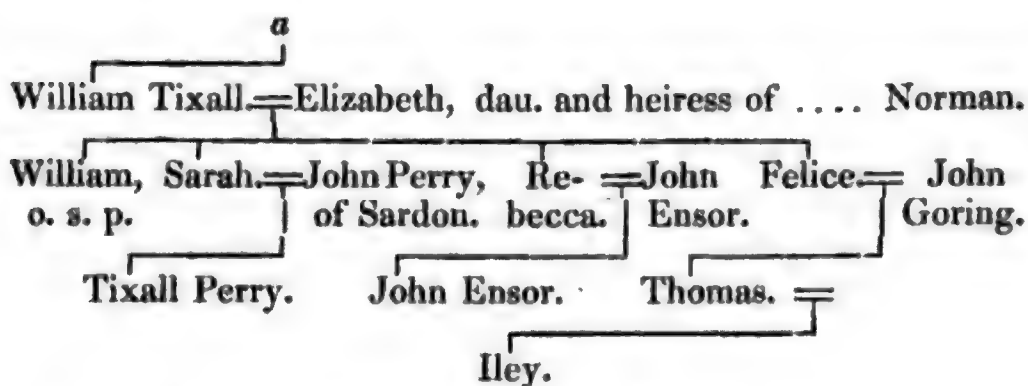 a
William Tixall.=Elizabeth, dau. and heiress of .... Norman.
William, Sarah.=John Perry, Re- =John Felice.= John
o. s. p. of Sardon. becca. Ensor. Goring.
Tixall Perry. John Ensor. Thomas. =
Iley.